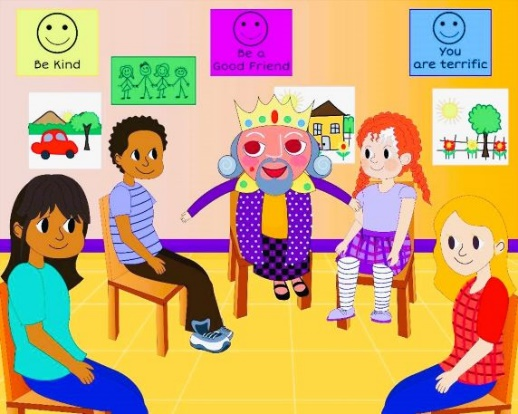 Be Kind
Be a
Good Friend
You
are terrific